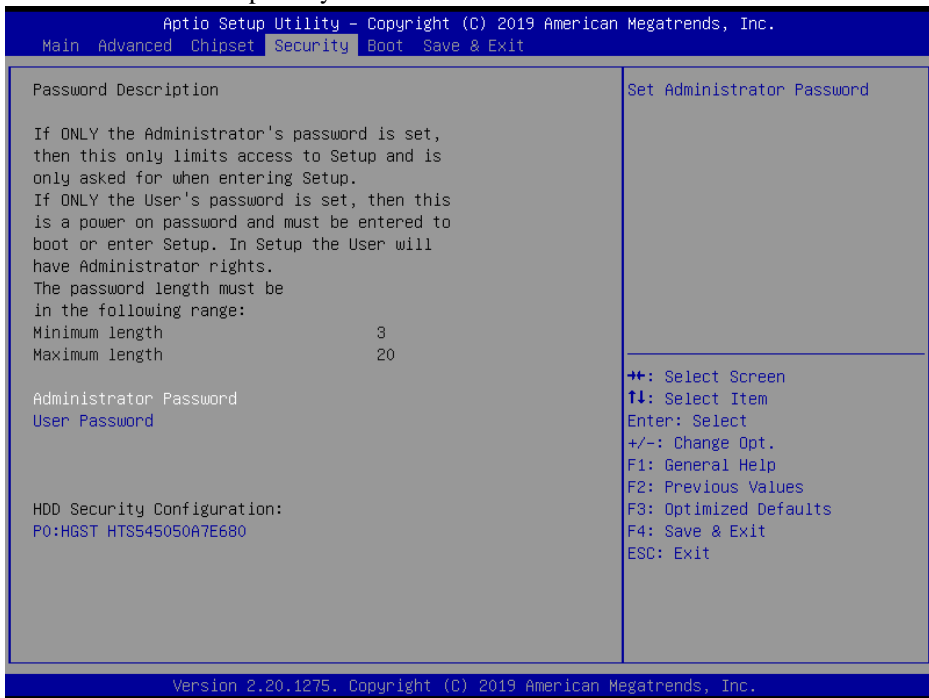 Aptio Setup Utility – Copyright (C) 2019 American Megatrends, Inc.
Main Advanced Chipset Security Boot Save & Exit
Password Description
If ONLY the Administrator's password is set,
then this only limits access to Setup and is
only asked for when entering Setup.
If ONLY the User's password is set, then this
is a power on password and must be entered to
boot or enter Setup. In Setup the User will
have Administrator rights.
The password length must be
in the following range:
Minimum length 3
Maximum length 20
Administrator Password
User Password
HDD Security Configuration:
P0:HGST HTS545050A7E680
Set Administrator Password
→←: Select Screen
↑↓: Select Item
Enter: Select
+/-: Change Opt.
F1: General Help
F2: Previous Values
F3: Optimized Defaults
F4: Save & Exit
ESC: Exit
Version 2.20.1275. Copyright (C) 2019 American Megatrends, Inc.